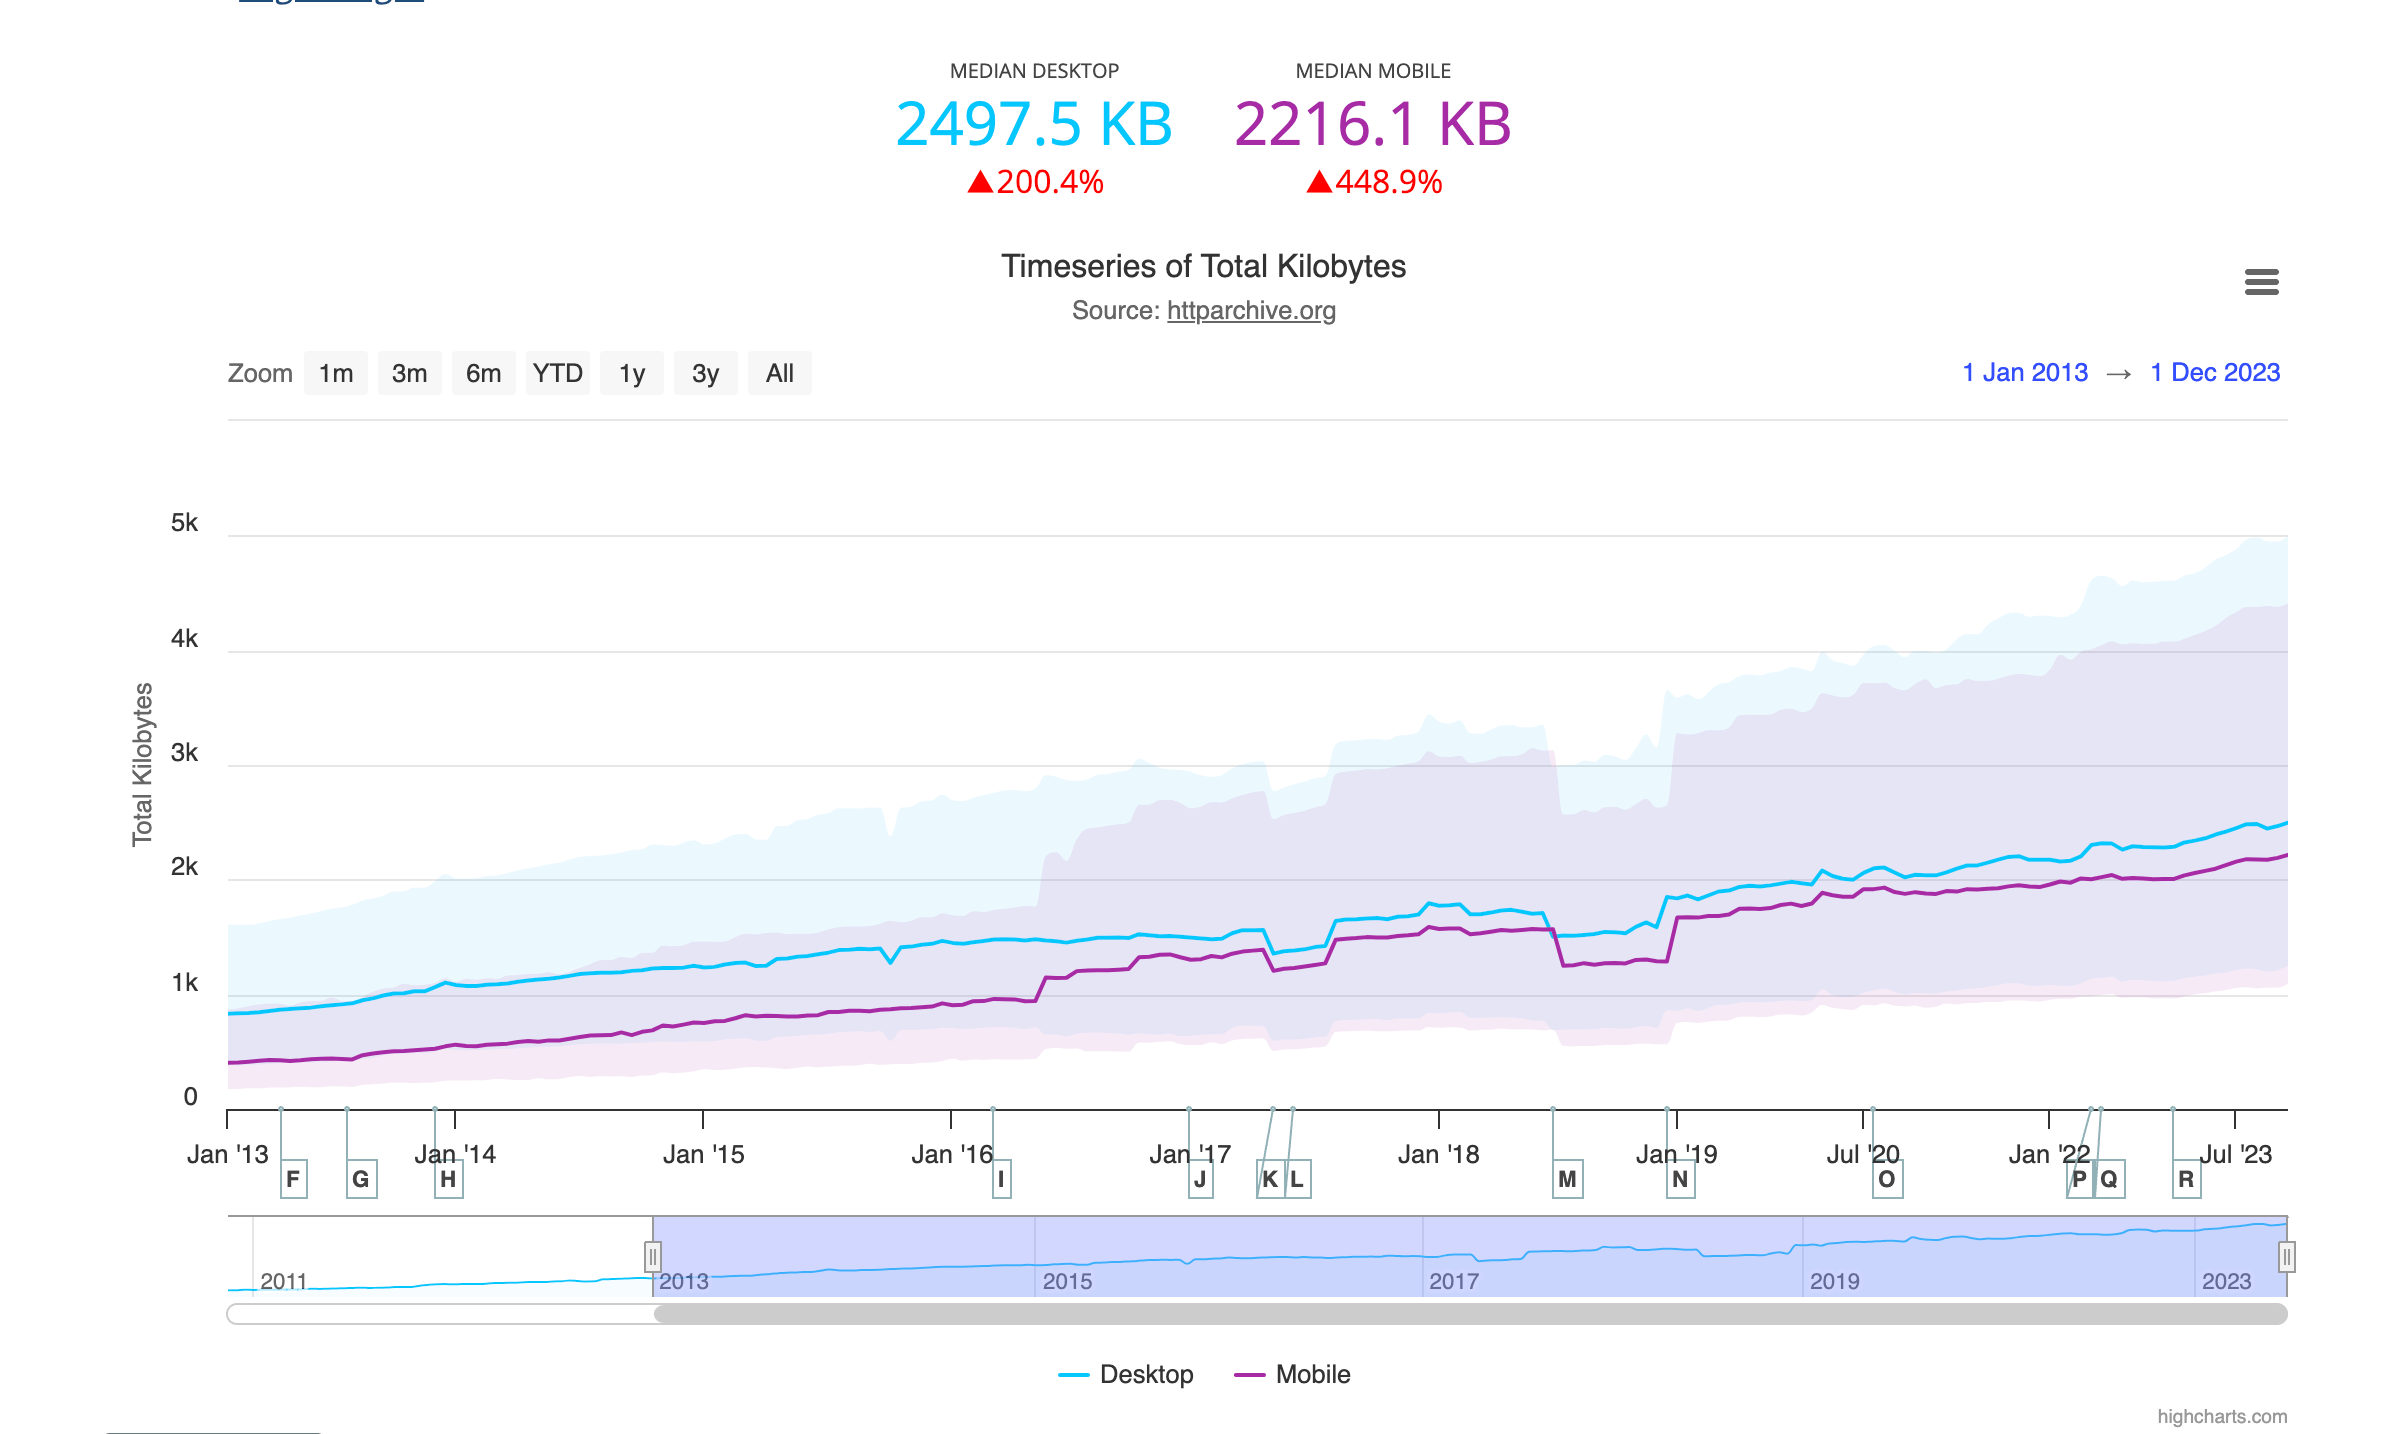 MEDIAN DESKTOP MEDIAN MOBILE
2497.5 KB 2216.1 KB
▲200.4% ▲448.9%
Timeseries of Total Kilobytes
Source: httparchive.org
Zoom 1m 3m 6m YTD 1y 3y All 1 Jan 2013 → 1 Dec 2023
Total Kilobytes
5k
4k
3k
2k
1k
0
Jan '13 Jan '14 Jan '15 Jan '16 Jan '17 Jan '18 Jan '19 Jul '20 Jan '22 Jul '23
F G H I J K L M N O P Q R
2011 2013 2015 2017 2019 2023
Desktop Mobile
highcharts.com